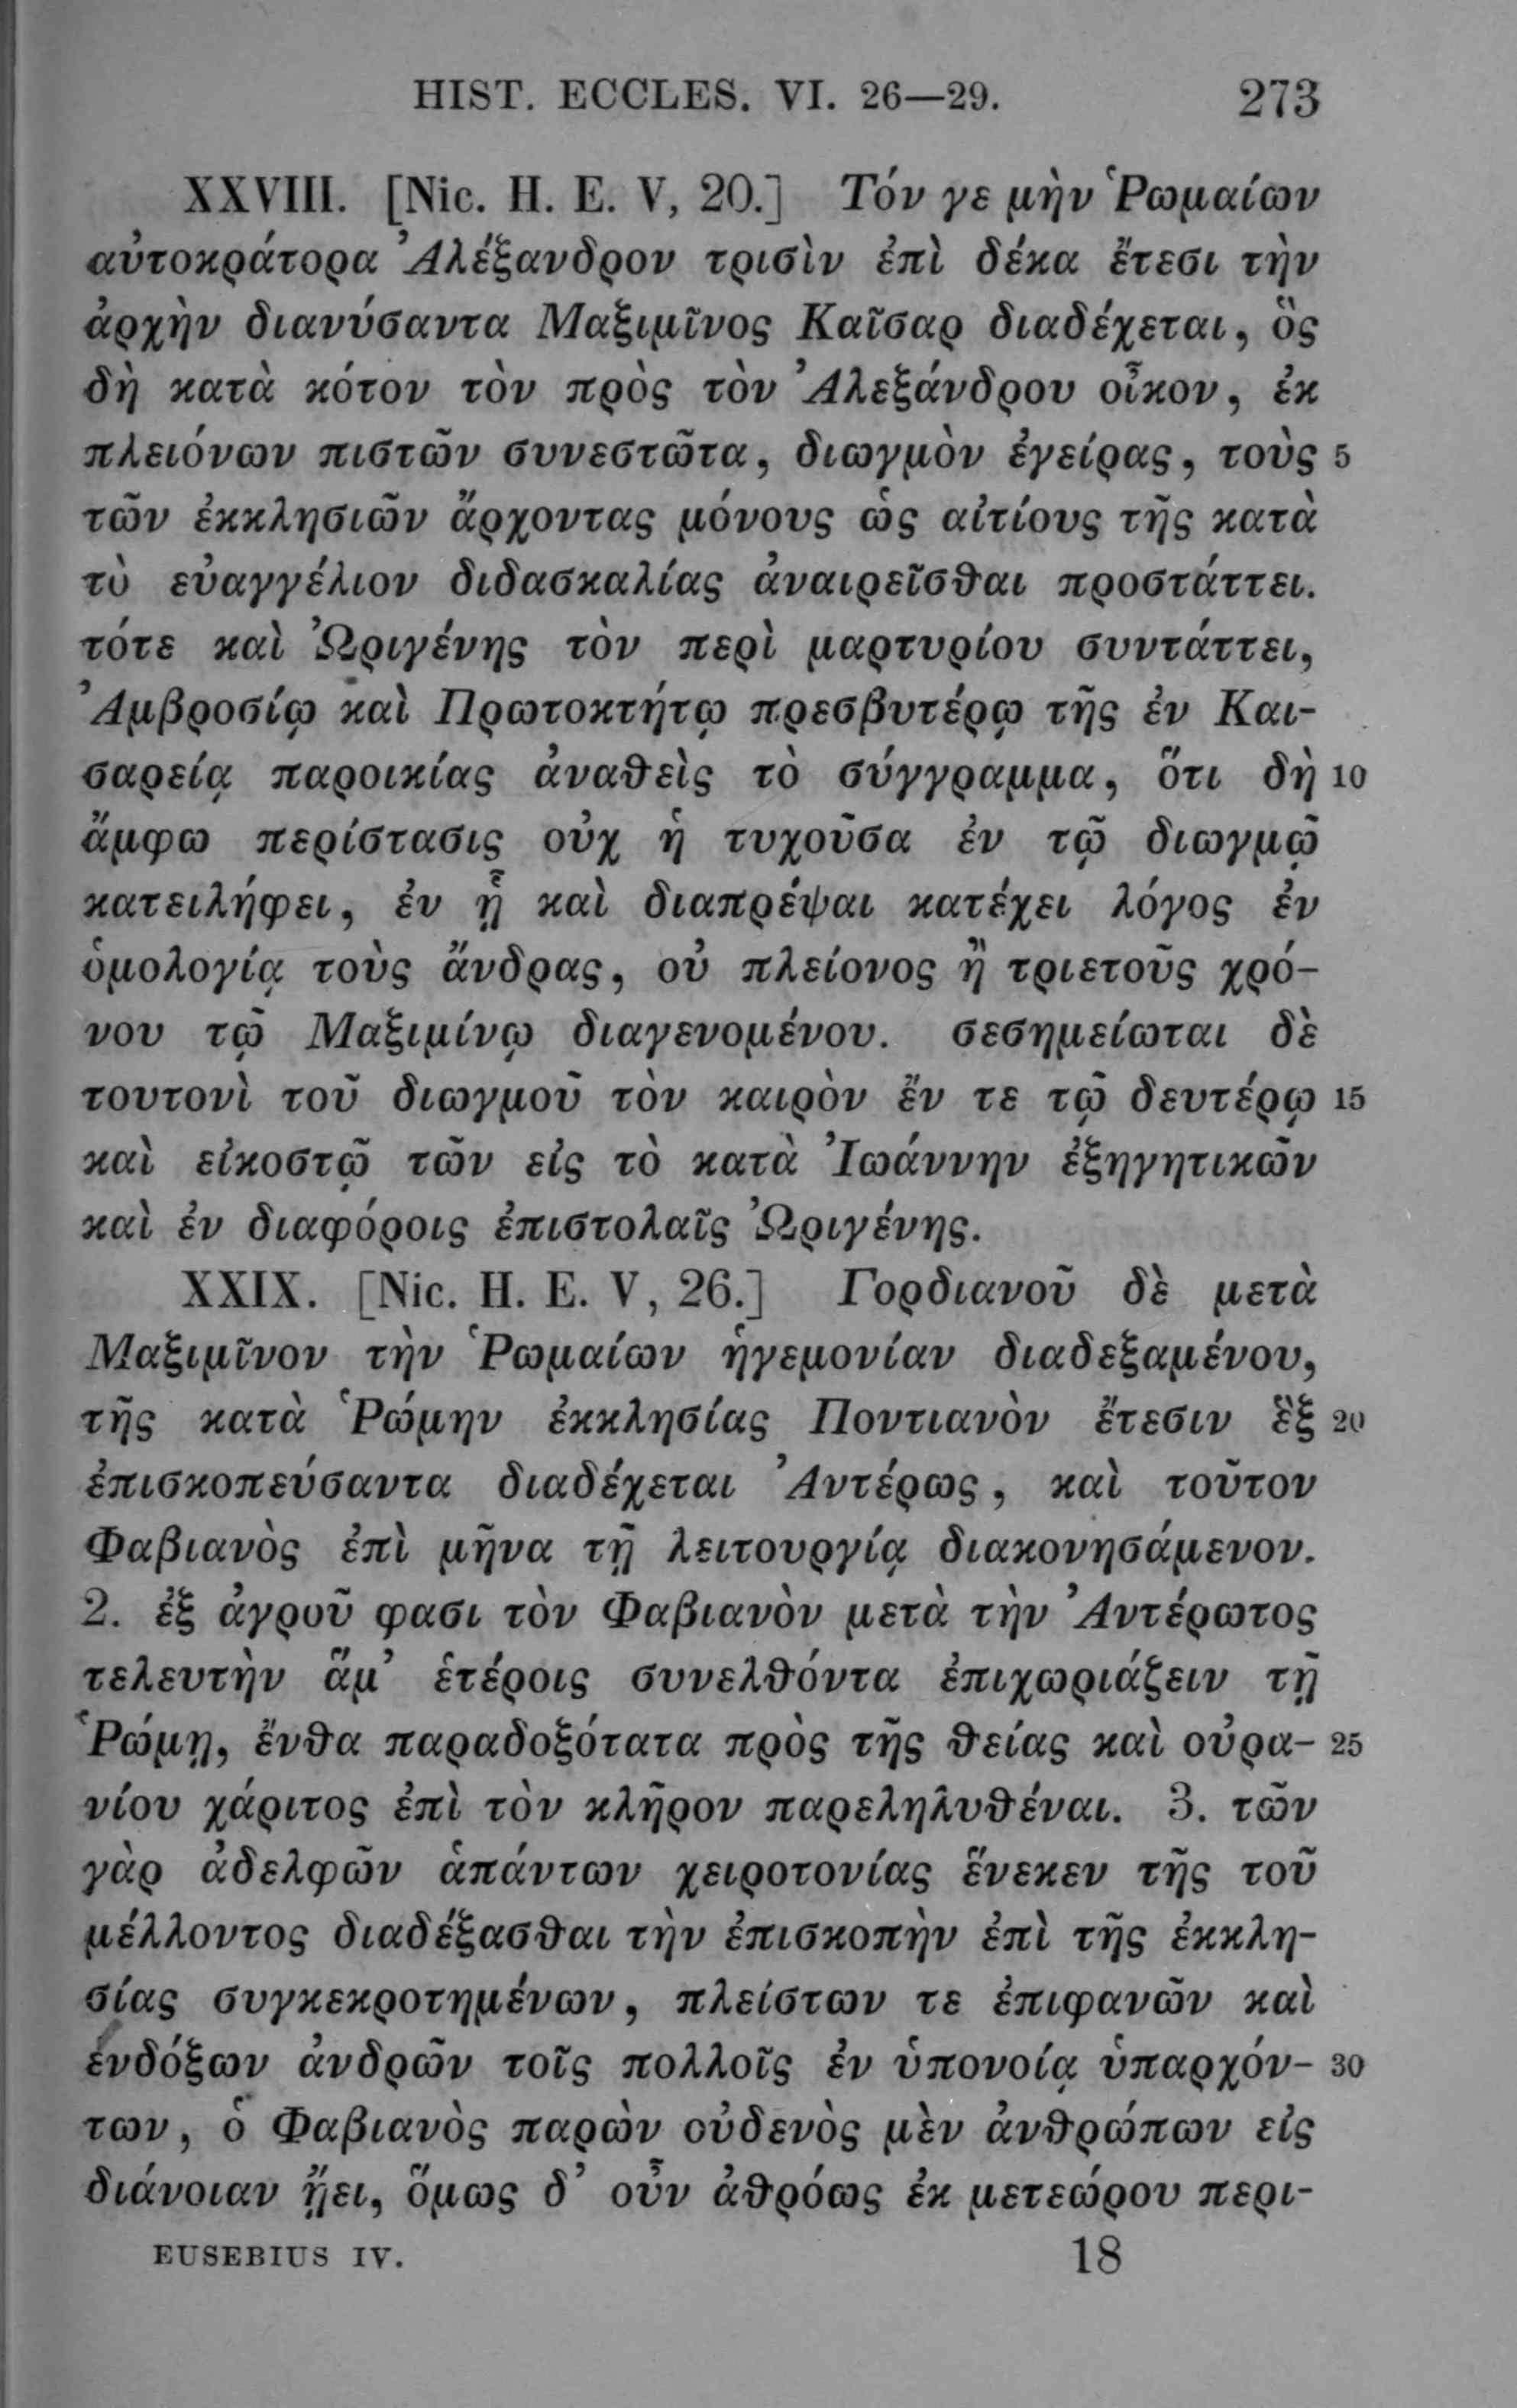 HIST. ECCLES. VI. 26—29. 273
XXVIII. [Nic. H. E. V, 20.] Τόν γε μὴν Ῥωμαίων
αὐτοκράτορα Ἀλέξανδρον τρισὶν ἐπὶ δέκα ἔτεσι τὴν
ἀρχὴν διανύσαντα Μαξιμῖνος Καῖσαρ διαδέχεται, ὃς
δὴ κατὰ κότον τὸν πρὸς τὸν Ἀλεξάνδρου οἶκον, ἐκ
πλειόνων πιστῶν συνεστῶτα, διωγμὸν ἐγείρας, τοὺς 5
τῶν ἐκκλησιῶν ἄρχοντας μόνους ὡς αἰτίους τῆς κατὰ
τὸ εὐαγγέλιον διδασκαλίας ἀναιρεῖσθαι προστάττει.
τότε καὶ Ὠριγένης τὸν περὶ μαρτυρίου συντάττει,
Ἀμβροσίῳ καὶ Πρωτοκτήτῳ πρεσβυτέρῳ τῆς ἐν Και-
σαρείᾳ παροικίας ἀναθεὶς τὸ σύγγραμμα, ὅτι δὴ 10
ἄμφω περίστασις οὐχ ἡ τυχοῦσα ἐν τῷ διωγμῷ
κατειλήφει, ἐν ᾗ καὶ διαπρέψαι κατέχει λόγος ἐν
ὁμολογίᾳ τοὺς ἄνδρας, οὐ πλείονος ἢ τριετοῦς χρό-
νου τῷ Μαξιμίνῳ διαγενομένου. σεσημείωται δὲ
τουτονὶ τοῦ διωγμοῦ τὸν καιρὸν ἔν τε τῷ δευτέρῳ 15
καὶ εἰκοστῷ τῶν εἰς τὸ κατὰ Ἰωάννην ἐξηγητικῶν
καὶ ἐν διαφόροις ἐπιστολαῖς Ὠριγένης.
XXIX. [Nic. H. E. V, 26.] Γορδιανοῦ δὲ μετὰ
Μαξιμῖνον τὴν Ῥωμαίων ἡγεμονίαν διαδεξαμένου,
τῆς κατὰ Ῥώμην ἐκκλησίας Ποντιανὸν ἔτεσιν ἓξ 20
ἐπισκοπεύσαντα διαδέχεται Ἀντέρως, καὶ τοῦτον
Φαβιανὸς ἐπὶ μῆνα τῇ λειτουργίᾳ διακονησάμενον.
2. ἐξ ἀγροῦ φασι τὸν Φαβιανὸν μετὰ τὴν Ἀντέρωτος
τελευτὴν ἅμ᾽ ἑτέροις συνελθόντα ἐπιχωριάζειν τῇ
Ῥώμῃ, ἔνθα παραδοξότατα πρὸς τῆς θείας καὶ οὐρα- 25
νίου χάριτος ἐπὶ τὸν κλῆρον παρεληλυθέναι. 3. τῶν
γὰρ ἀδελφῶν ἁπάντων χειροτονίας ἕνεκεν τῆς τοῦ
μέλλοντος διαδέξασθαι τὴν ἐπισκοπὴν ἐπὶ τῆς ἐκκλη-
σίας συγκεκροτημένων, πλείστων τε ἐπιφανῶν καὶ
ἐνδόξων ἀνδρῶν τοῖς πολλοῖς ἐν ὑπονοίᾳ ὑπαρχόν- 30
των, ὁ Φαβιανὸς παρὼν οὐδενὸς μὲν ἀνθρώπων εἰς
διάνοιαν ᾔει, ὅμως δ᾽ οὖν ἀθρόως ἐκ μετεώρου περι-
EUSEBIUS IV. 18